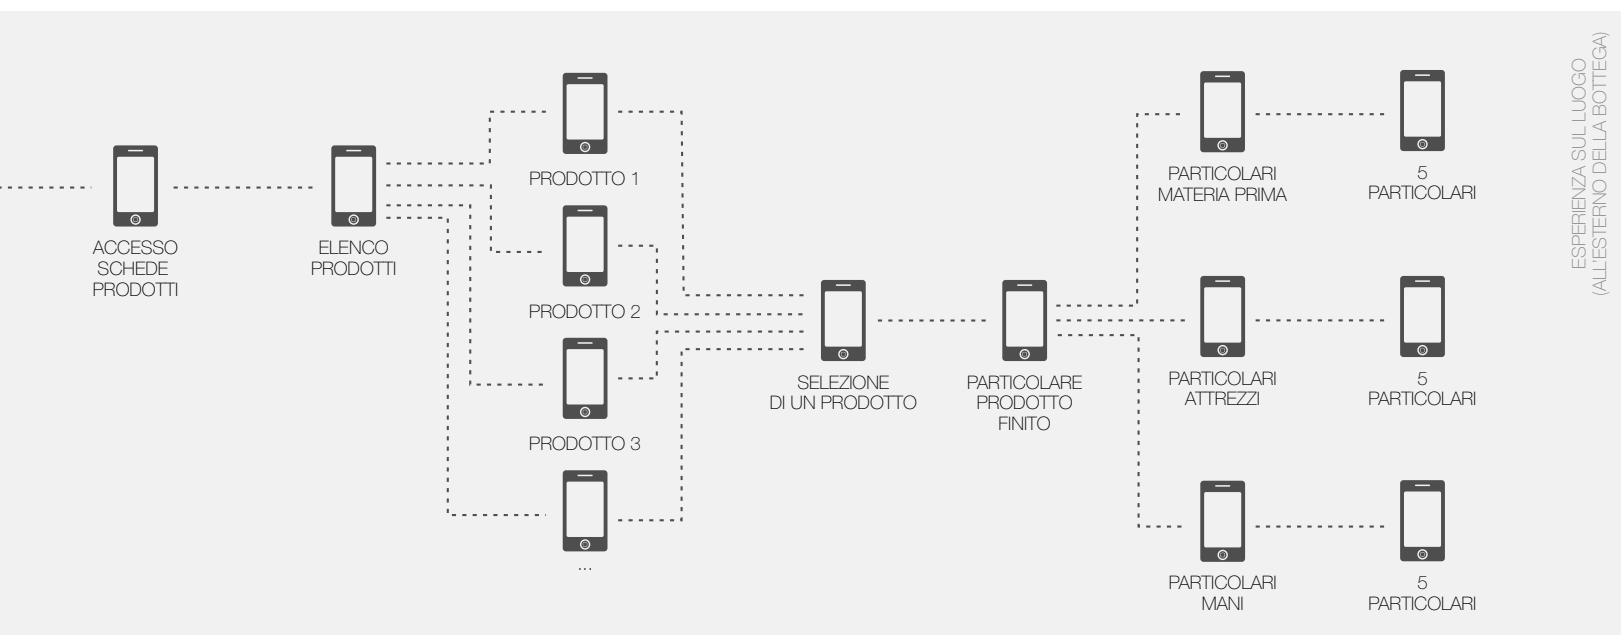 ACCESSO
SCHEDE
PRODOTTI
ELENCO
PRODOTTI
PRODOTTO 1
PRODOTTO 2
PRODOTTO 3
...
SELEZIONE
DI UN PRODOTTO
PARTICOLARE
PRODOTTO
FINITO
PARTICOLARI
MATERIA PRIMA
5
PARTICOLARI
PARTICOLARI
ATTREZZI
5
PARTICOLARI
PARTICOLARI
MANI
5
PARTICOLARI
ESPERIENZA SUL LUOGO
(ALL'ESTERNO DELLA BOTTEGA)